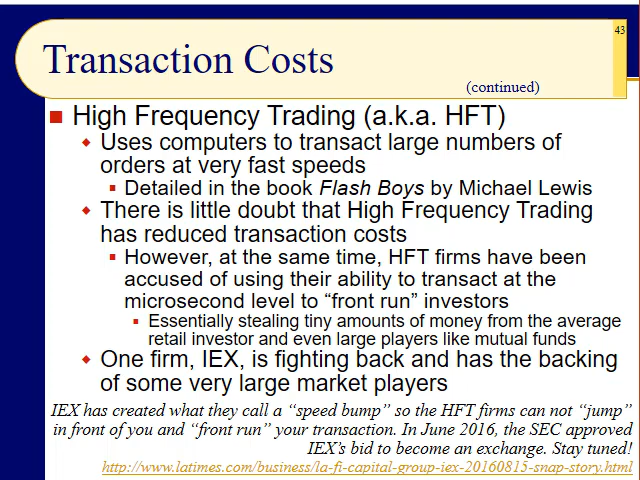 43
Transaction Costs
(continued)
High Frequency Trading (a.k.a. HFT)
Uses computers to transact large numbers of
orders at very fast speeds
Detailed in the book Flash Boys by Michael Lewis
There is little doubt that High Frequency Trading
has reduced transaction costs
However, at the same time, HFT firms have been
accused of using their ability to transact at the
microsecond level to “front run” investors
Essentially stealing tiny amounts of money from the average
retail investor and even large players like mutual funds
One firm, IEX, is fighting back and has the backing
of some very large market players
IEX has created what they call a “speed bump” so the HFT firms can not “jump”
in front of you and “front run” your transaction. In June 2016, the SEC approved
IEX’s bid to become an exchange. Stay tuned!
http://www.latimes.com/business/la-fi-capital-group-iex-20160815-snap-story.html